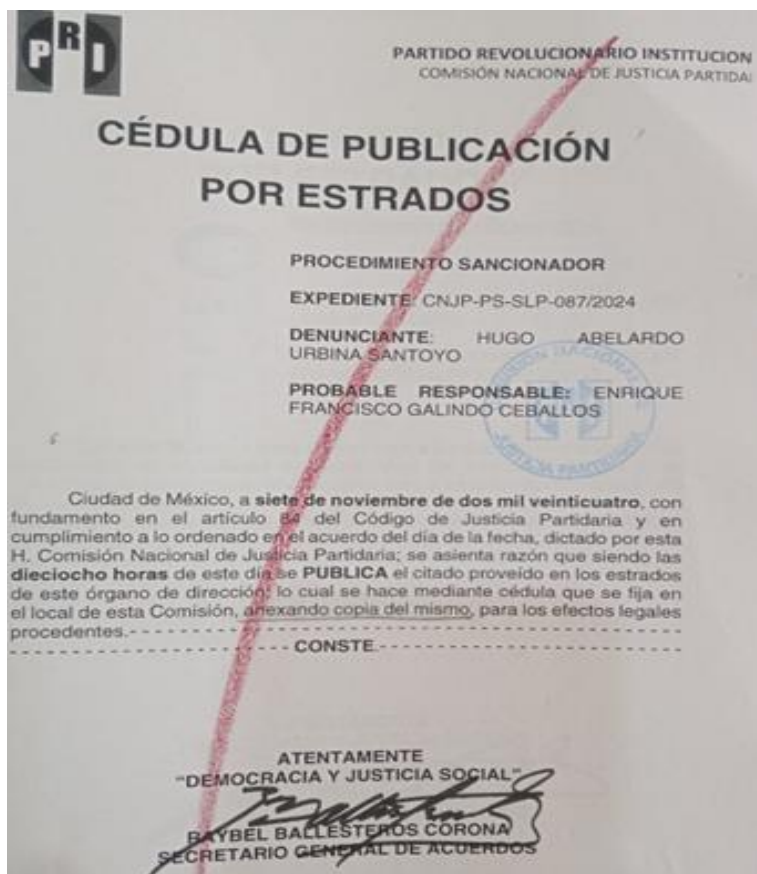 PRI
PARTIDO REVOLUCIONARIO INSTITUCION
COMISIÓN NACIONAL DE JUSTICIA PARTIDA
CÉDULA DE PUBLICACIÓN
POR ESTRADOS
PROCEDIMIENTO SANCIONADOR
EXPEDIENTE: CNJP-PS-SLP-087/2024
DENUNCIANTE: HUGO ABELARDO
URBINA SANTOYO
PROBABLE RESPONSABLE: ENRIQUE
FRANCISCO GALINDO CEBALLOS
Ciudad de México, a siete de noviembre de dos mil veinticuatro, con
fundamento en el artículo 84 del Código de Justicia Partidaria y en
cumplimiento a lo ordenado en el acuerdo del día de la fecha, dictado por esta
H. Comisión Nacional de Justicia Partidaria; se asienta razón que siendo las
dieciocho horas de este día se PUBLICA el citado proveído en los estrados
de este órgano de dirección; lo cual se hace mediante cédula que se fija en
el local de esta Comisión, anexando copia del mismo, para los efectos legales
procedentes.- - - - - - - - - - - - - - - - - - - - - - - - - - - - - - - - - - - - - -
- - - - - - - - - - - - - - - - - - - - CONSTE.- - - - - - - - - - - - - - - - - - - - -
ATENTAMENTE
"DEMOCRACIA Y JUSTICIA SOCIAL"
RAYBEL BALLESTEROS CORONA
SECRETARIO GENERAL DE ACUERDOS